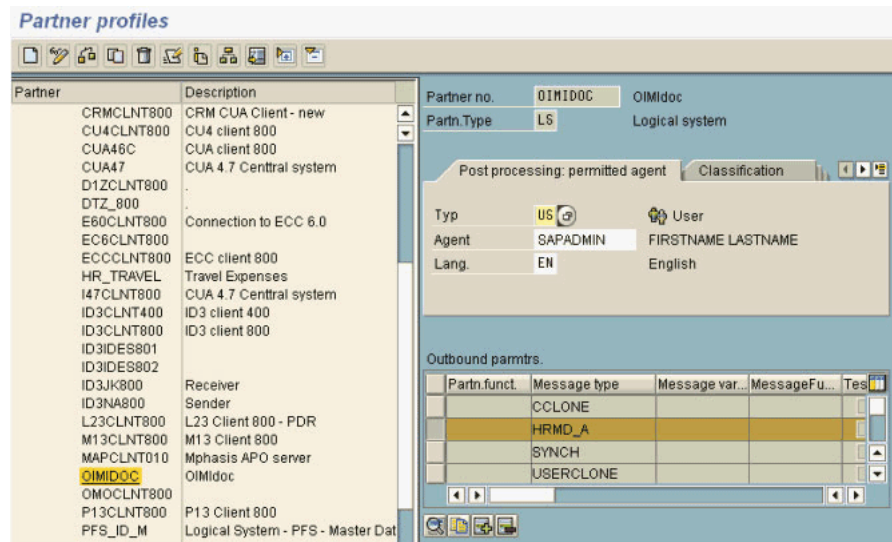 Partner profiles
Partner Description
CRMCLNT800 CRM CUA Client - new
CU4CLNT800 CU4 client 800
CUA46C CUA client 800
CUA47 CUA 4.7 Centtral system
D1ZCLNT800 .
DTZ_800 .
E60CLNT800 Connection to ECC 6.0
EC6CLNT800
ECCCLNT800 ECC client 800
HR_TRAVEL Travel Expenses
I47CLNT800 CUA 4.7 Centtral system
ID3CLNT400 ID3 client 400
ID3CLNT800 ID3 client 800
ID3IDES801
ID3IDES802
ID3JK800 Receiver
ID3NA800 Sender
L23CLNT800 L23 Client 800 - PDR
M13CLNT800 M13 Client 800
MAPCLNT010 Mphasis APO server
OIMIDOC OIMIdoc
OMOCLNT800
P13CLNT800 P13 Client 800
PFS_ID_M Logical System - PFS - Master Dat
Partner no. OIMIDOC OIMIdoc
Partn.Type LS Logical system
Post processing: permitted agent Classification
Typ US User
Agent SAPADMIN FIRSTNAME LASTNAME
Lang. EN English
Outbound parmtrs.
Partn.funct. Message type Message var... MessageFu... Tes
CCLONE
HRMD_A
SYNCH
USERCLONE